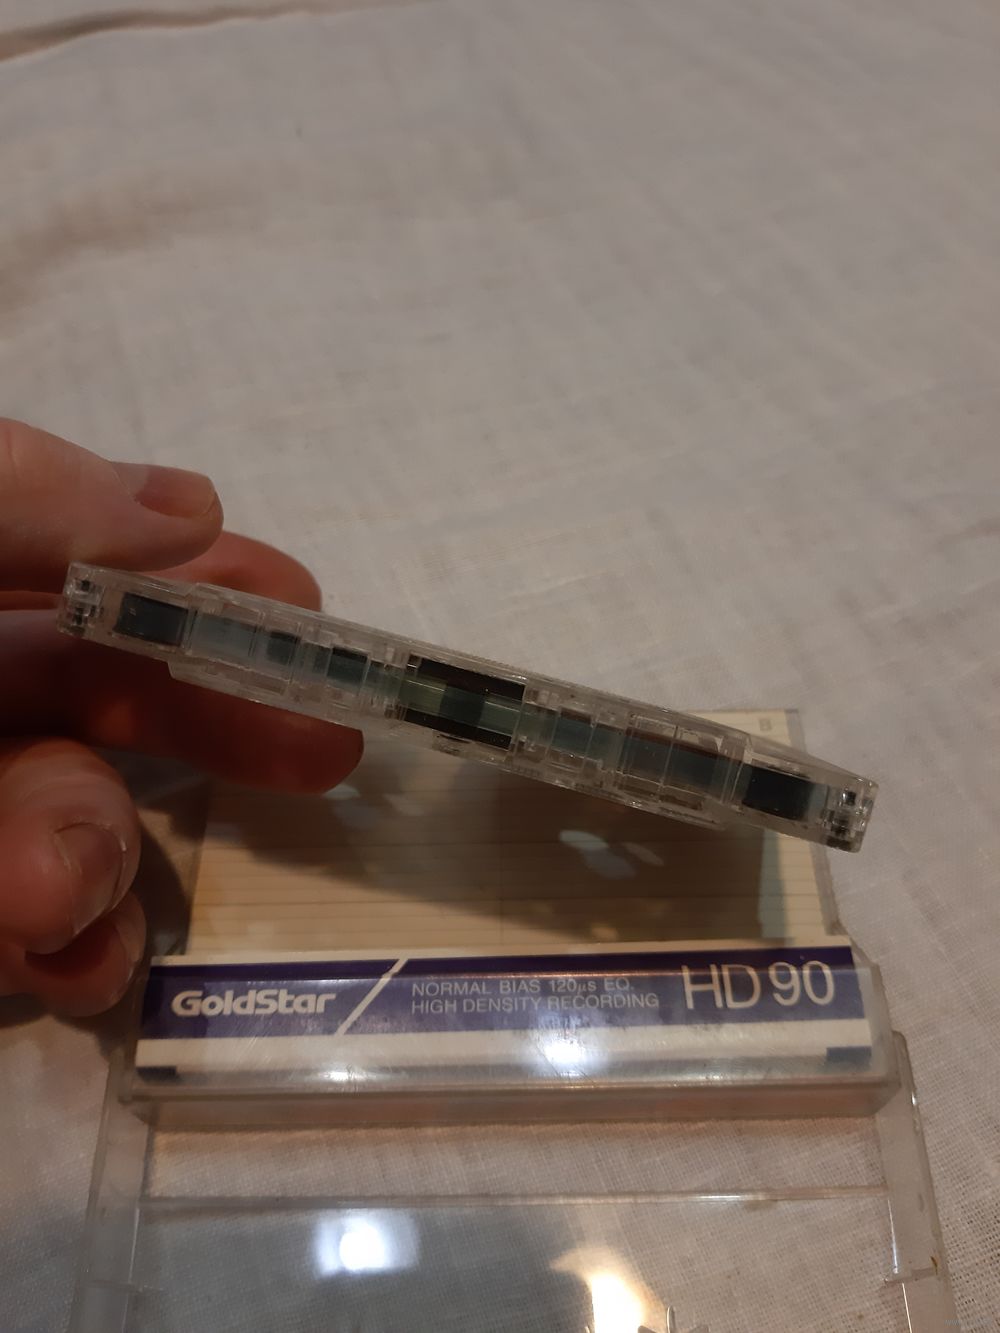 B
GoldStar
NORMAL BIAS 120μs EQ.
HIGH DENSITY RECORDING
HD 90